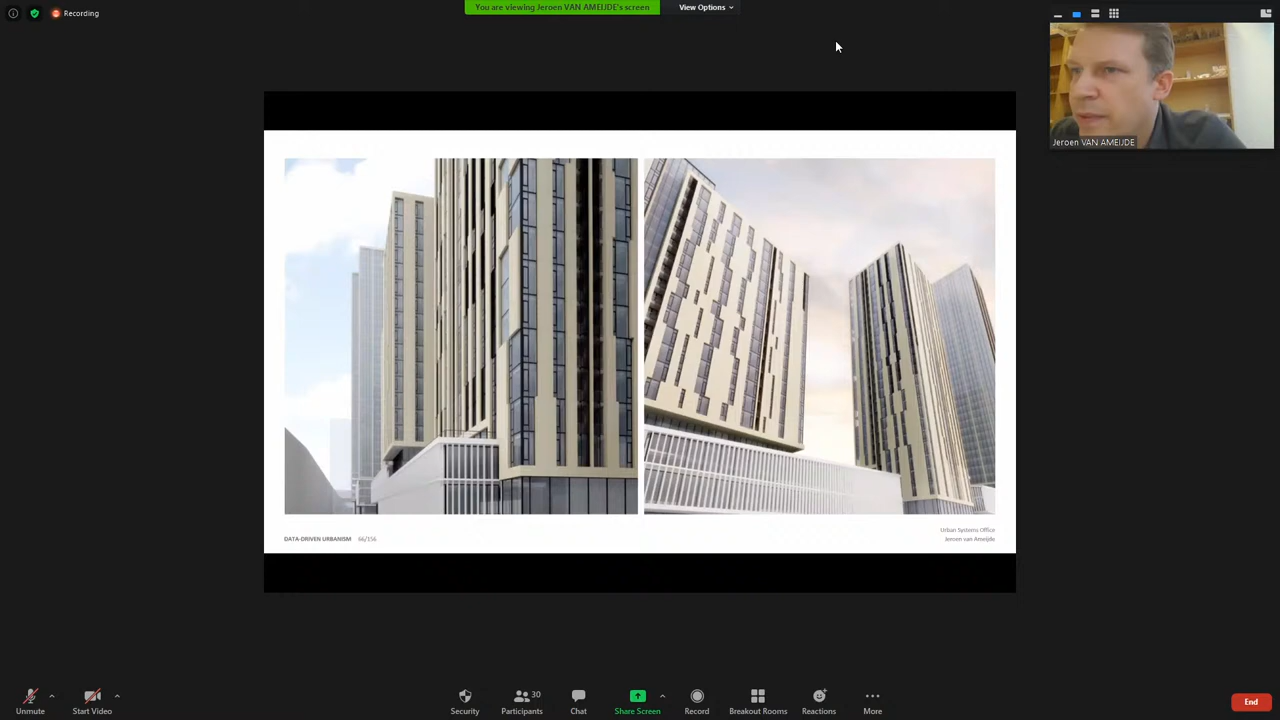 Recording
You are viewing Jeroen VAN AMEIJDE's screen
View Options
Jeroen VAN AMEIJDE
Urban Systems Office
DATA-DRIVEN URBANISM 66/156
Jeroen van Ameijde
Unmute
Start Video
Security
Participants
30
Chat
Share Screen
Record
Breakout Rooms
Reactions
More
End